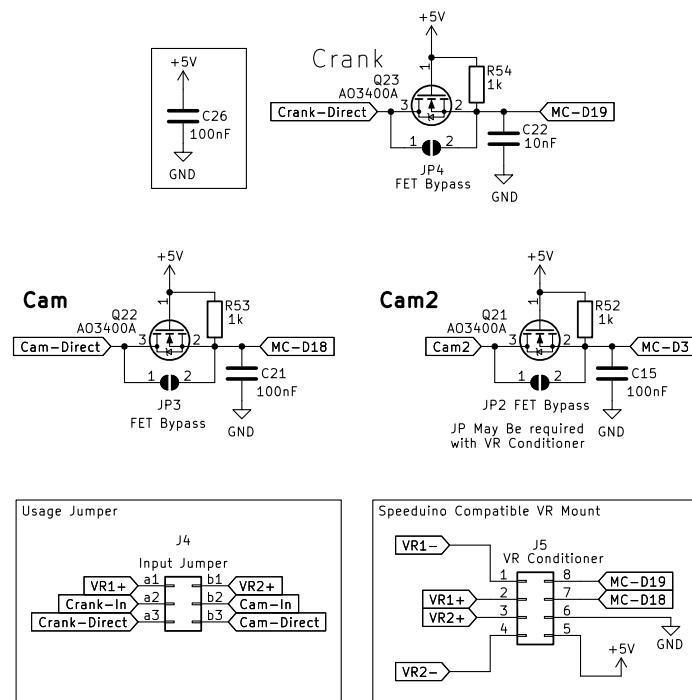 +5V
C26
100nF
GND
Crank
+5V
1
Q23
AO3400A
R54
1k
Crank-Direct
3
2
MC-D19
1
2
JP4
FET Bypass
C22
10nF
GND
Cam
+5V
1
Q22
AO3400A
R53
1k
Cam-Direct
3
2
MC-D18
1
2
JP3
FET Bypass
C21
100nF
GND
Cam2
+5V
1
Q21
AO3400A
R52
1k
Cam2
3
2
MC-D3
1
2
JP2 FET Bypass
JP May Be required
with VR Conditioner
C15
100nF
GND
Usage Jumper
J4
Input Jumper
VR1+ a1 b1 VR2+
Crank-In a2 b2 Cam-In
Crank-Direct a3 b3 Cam-Direct
Speeduino Compatible VR Mount
VR1-
J5
VR Conditioner
1 8 MC-D19
VR1+ 2 7 MC-D18
VR2+ 3 6
4 5
GND
+5V
VR2-